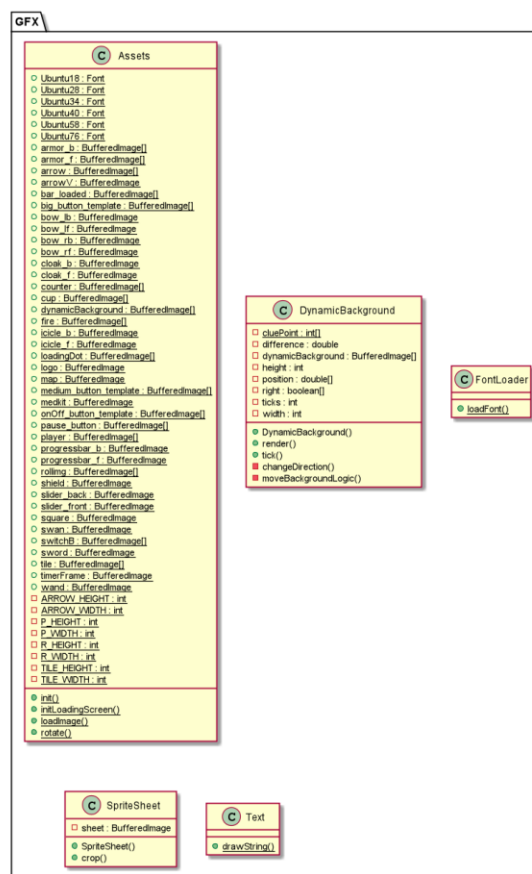 GFX
C Assets
Ubuntu18 : Font
Ubuntu28 : Font
Ubuntu34 : Font
Ubuntu40 : Font
Ubuntu58 : Font
Ubuntu76 : Font
armor_b : BufferedImage[]
armor_f : BufferedImage[]
arrow : BufferedImage[]
arrowV : BufferedImage
bar_loaded : BufferedImage[]
big_button_template : BufferedImage[]
bow_lb : BufferedImage
bow_lf : BufferedImage
bow_rb : BufferedImage
bow_rf : BufferedImage
cloak_b : BufferedImage
cloak_f : BufferedImage
counter : BufferedImage[]
cup : BufferedImage[]
dynamicBackground : BufferedImage[]
fire : BufferedImage[]
icicle_b : BufferedImage
icicle_f : BufferedImage
loadingDot : BufferedImage[]
logo : BufferedImage
map : BufferedImage
medium_button_template : BufferedImage[]
medkit : BufferedImage
onOff_button_template : BufferedImage[]
pause_button : BufferedImage[]
player : BufferedImage[]
progressbar_b : BufferedImage
progressbar_f : BufferedImage
rollimg : BufferedImage[]
shield : BufferedImage
slider_back : BufferedImage
slider_front : BufferedImage
square : BufferedImage
swan : BufferedImage
switchB : BufferedImage[]
sword : BufferedImage
tile : BufferedImage[]
timerFrame : BufferedImage
wand : BufferedImage
ARROW_HEIGHT : int
ARROW_WIDTH : int
P_HEIGHT : int
P_WIDTH : int
R_HEIGHT : int
R_WIDTH : int
TILE_HEIGHT : int
TILE_WIDTH : int
init()
initLoadingScreen()
loadImage()
rotate()
C DynamicBackground
cluePoint : int[]
difference : double
dynamicBackground : BufferedImage[]
height : int
position : double[]
right : boolean[]
ticks : int
width : int
DynamicBackground()
render()
tick()
changeDirection()
moveBackgroundLogic()
C FontLoader
loadFont()
C SpriteSheet
sheet : BufferedImage
SpriteSheet()
crop()
C Text
drawString()